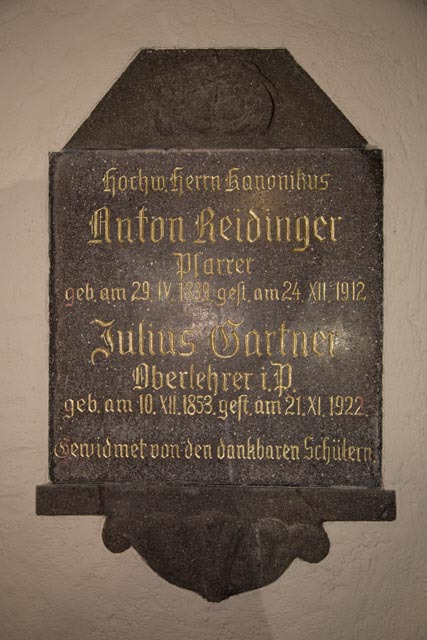 Hochw. Herrn Kanonikus
Anton Reidinger
Pfarrer
geb. am 29. IV. 1839. gest. am 24. XII. 1912.
Julius Gartner
Oberlehrer i. P.
geb. am 10. XII. 1853. gest. am 21. XI. 1922.
Gewidmet von den dankbaren Schülern.